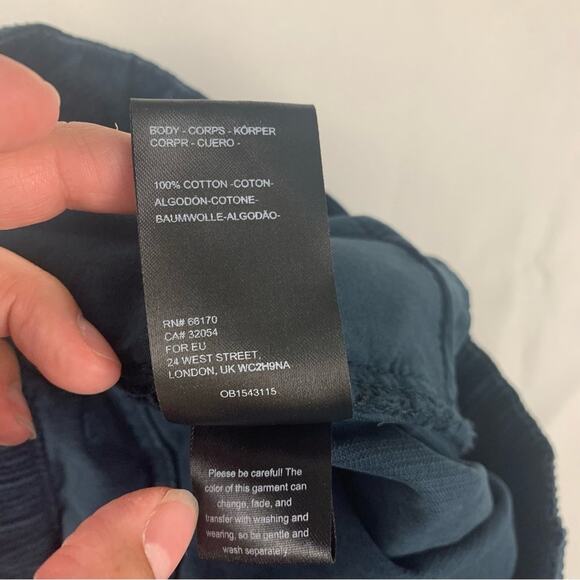 BODY - CORPS - KÖRPER
CORPR - CUERO -
100% COTTON -COTON-
ALGODÓN-COTONE-
BAUMWOLLE-ALGODÃO-
RN# 66170
CA# 32054
FOR EU
24 WEST STREET,
LONDON, UK WC2H9NA
OB1543115
Please be careful! The
color of this garment can
change, fade, and
transfer with washing and
wearing, so be gentle and
wash separately